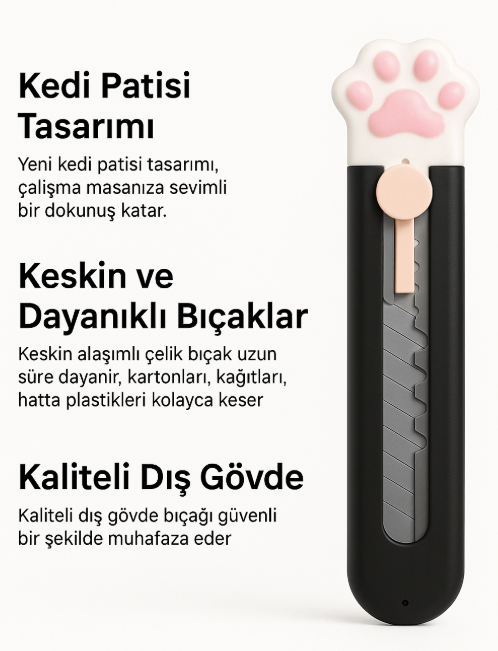 Kedi Patisi
Tasarımı
Yeni kedi patisi tasarımı,
çalişma masanıza sevimli
bir dokunuş katar.
Keskin ve
Dayanıklı Bıçaklar
Keskin alaşımlı çelik bıçak uzun
süre dayanir, kartonları, kağıtları,
hatta plastikleri kolayca keser
Kaliteli Dış Gövde
Kaliteli dış gövde bıçağı güvenli
bir şekilde muhafaza eder